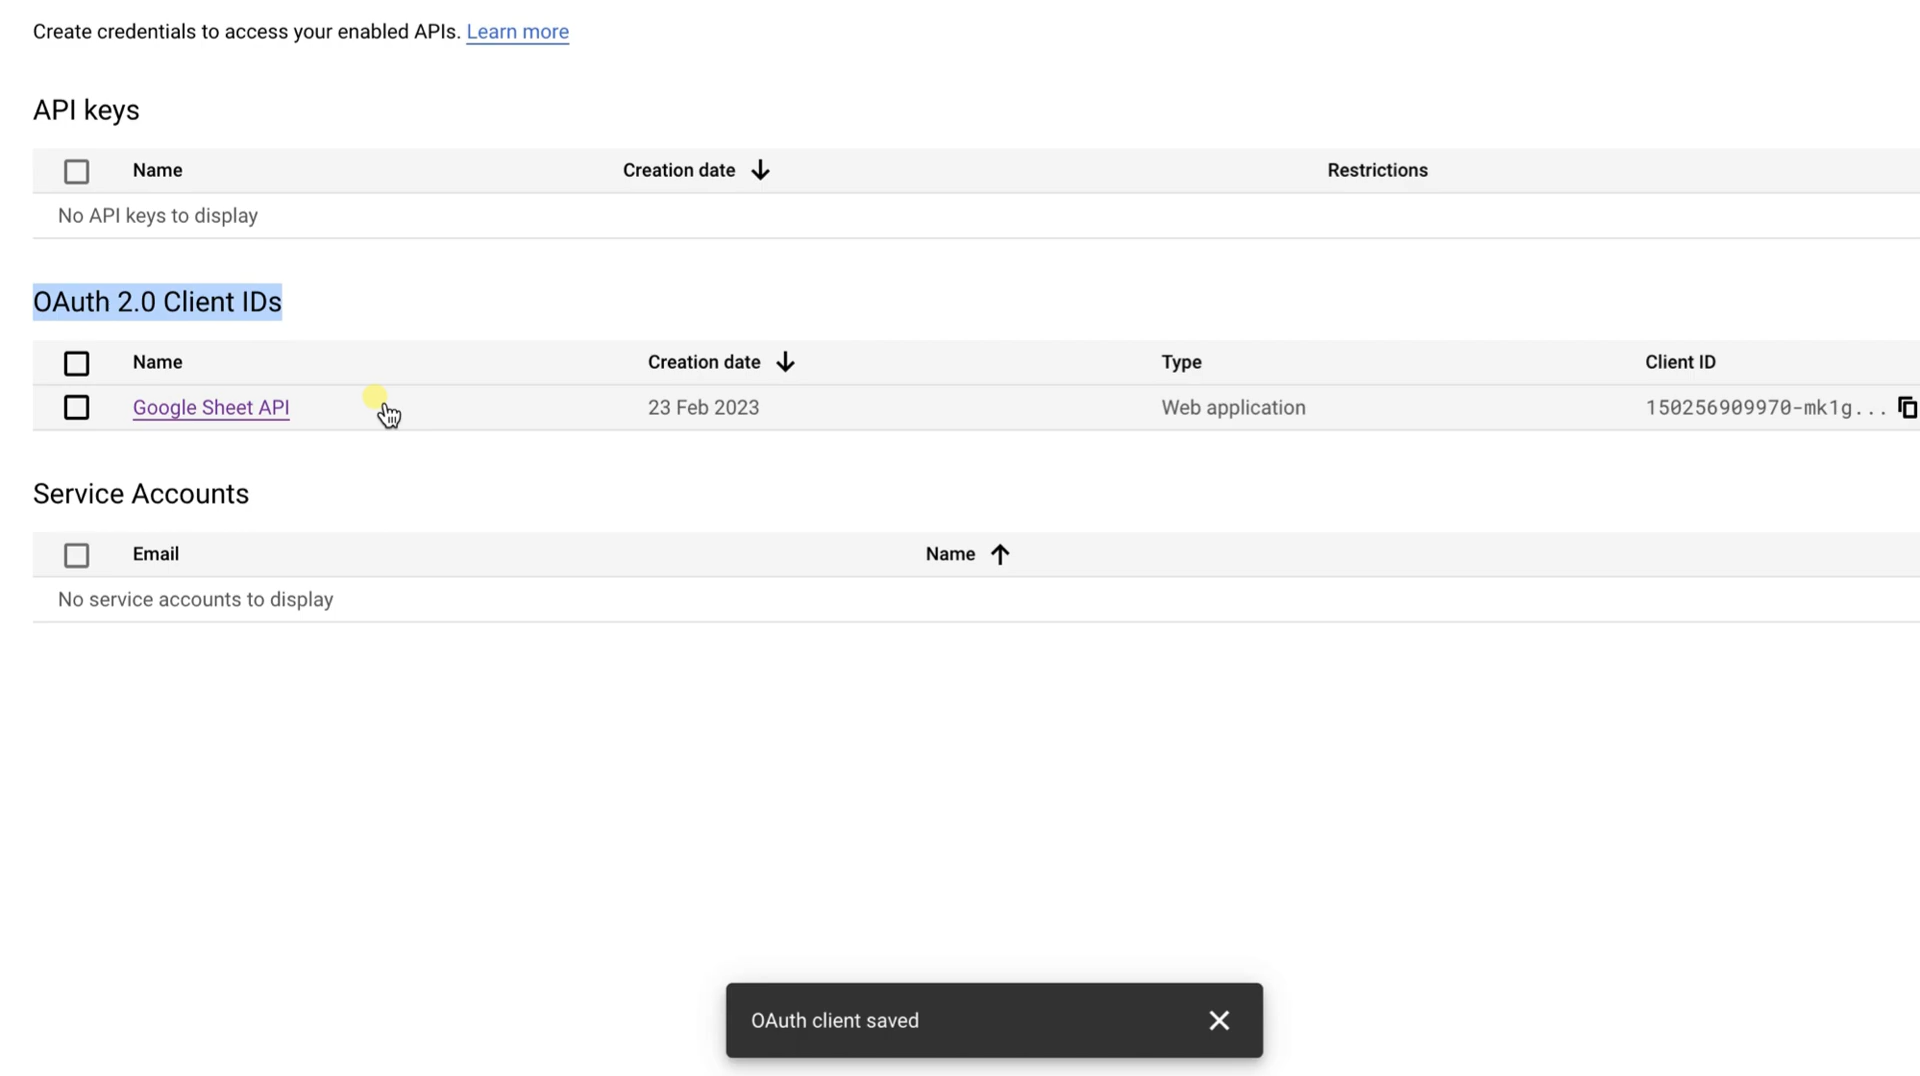 Create credentials to access your enabled APIs. Learn more
API keys
Name Creation date Restrictions
No API keys to display
OAuth 2.0 Client IDs
Name Creation date Type Client ID
Google Sheet API 23 Feb 2023 Web application 150256909970-mk1g...
Service Accounts
Email Name
No service accounts to display
OAuth client saved